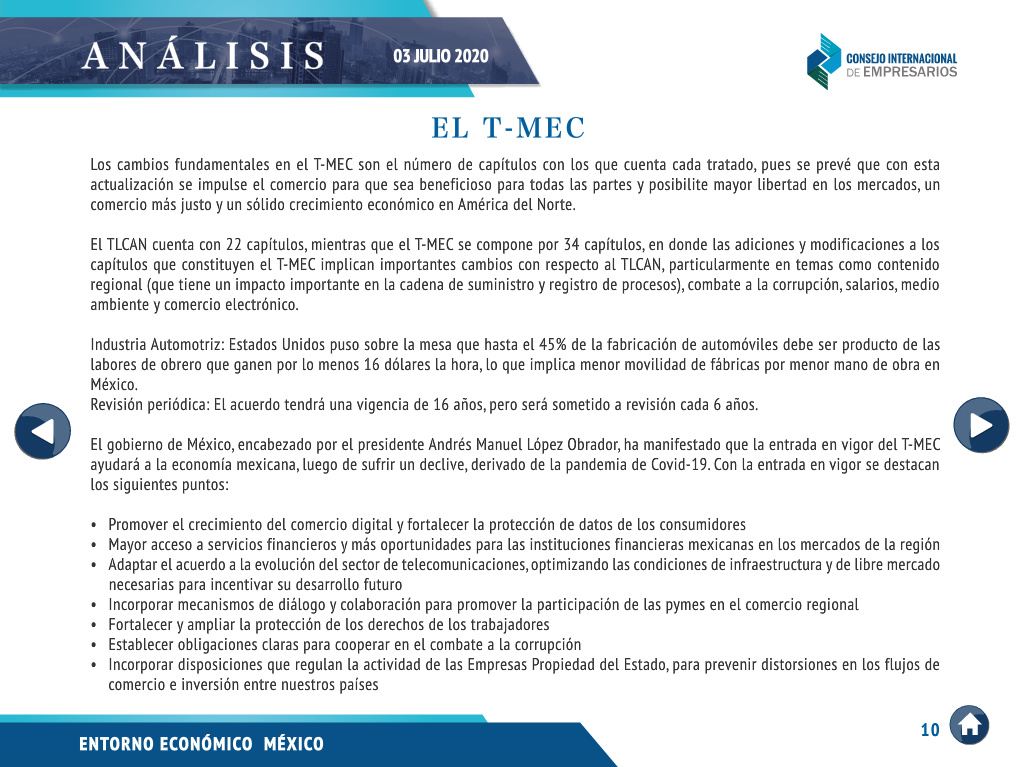 ANÁLISIS
03 JULIO 2020
CONSEJO INTERNACIONAL
DE EMPRESARIOS
EL T-MEC
Los cambios fundamentales en el T-MEC son el número de capítulos con los que cuenta cada tratado, pues se prevé que con esta
actualización se impulse el comercio para que sea beneficioso para todas las partes y posibilite mayor libertad en los mercados, un
comercio más justo y un sólido crecimiento económico en América del Norte.
El TLCAN cuenta con 22 capítulos, mientras que el T-MEC se compone por 34 capítulos, en donde las adiciones y modificaciones a los
capítulos que constituyen el T-MEC implican importantes cambios con respecto al TLCAN, particularmente en temas como contenido
regional (que tiene un impacto importante en la cadena de suministro y registro de procesos), combate a la corrupción, salarios, medio
ambiente y comercio electrónico.
Industria Automotriz: Estados Unidos puso sobre la mesa que hasta el 45% de la fabricación de automóviles debe ser producto de las
labores de obrero que ganen por lo menos 16 dólares la hora, lo que implica menor movilidad de fábricas por menor mano de obra en
México.
Revisión periódica: El acuerdo tendrá una vigencia de 16 años, pero será sometido a revisión cada 6 años.
El gobierno de México, encabezado por el presidente Andrés Manuel López Obrador, ha manifestado que la entrada en vigor del T-MEC
ayudará a la economía mexicana, luego de sufrir un declive, derivado de la pandemia de Covid-19. Con la entrada en vigor se destacan
los siguientes puntos:
• Promover el crecimiento del comercio digital y fortalecer la protección de datos de los consumidores
• Mayor acceso a servicios financieros y más oportunidades para las instituciones financieras mexicanas en los mercados de la región
• Adaptar el acuerdo a la evolución del sector de telecomunicaciones, optimizando las condiciones de infraestructura y de libre mercado
necesarias para incentivar su desarrollo futuro
• Incorporar mecanismos de diálogo y colaboración para promover la participación de las pymes en el comercio regional
• Fortalecer y ampliar la protección de los derechos de los trabajadores
• Establecer obligaciones claras para cooperar en el combate a la corrupción
• Incorporar disposiciones que regulan la actividad de las Empresas Propiedad del Estado, para prevenir distorsiones en los flujos de
comercio e inversión entre nuestros países
10
ENTORNO ECONÓMICO MÉXICO